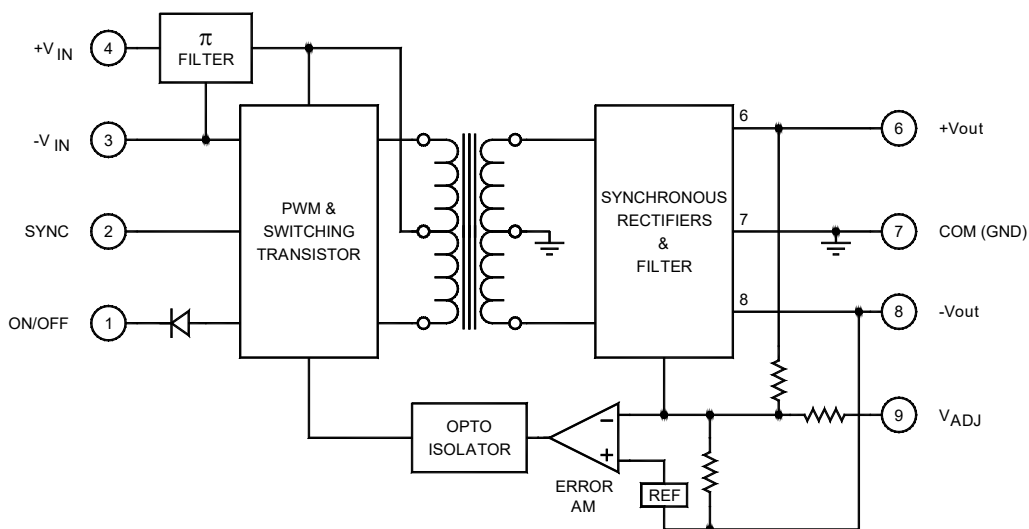 +V IN
4
π
FILTER
-V IN
3
SYNC
2
ON/OFF
1
PWM &
SWITCHING
TRANSISTOR
SYNCHRONOUS
RECTIFIERS
&
FILTER
6
6
+Vout
7
7
COM (GND)
8
8
-Vout
9
VADJ
OPTO
ISOLATOR
−
+
ERROR
AM
REF